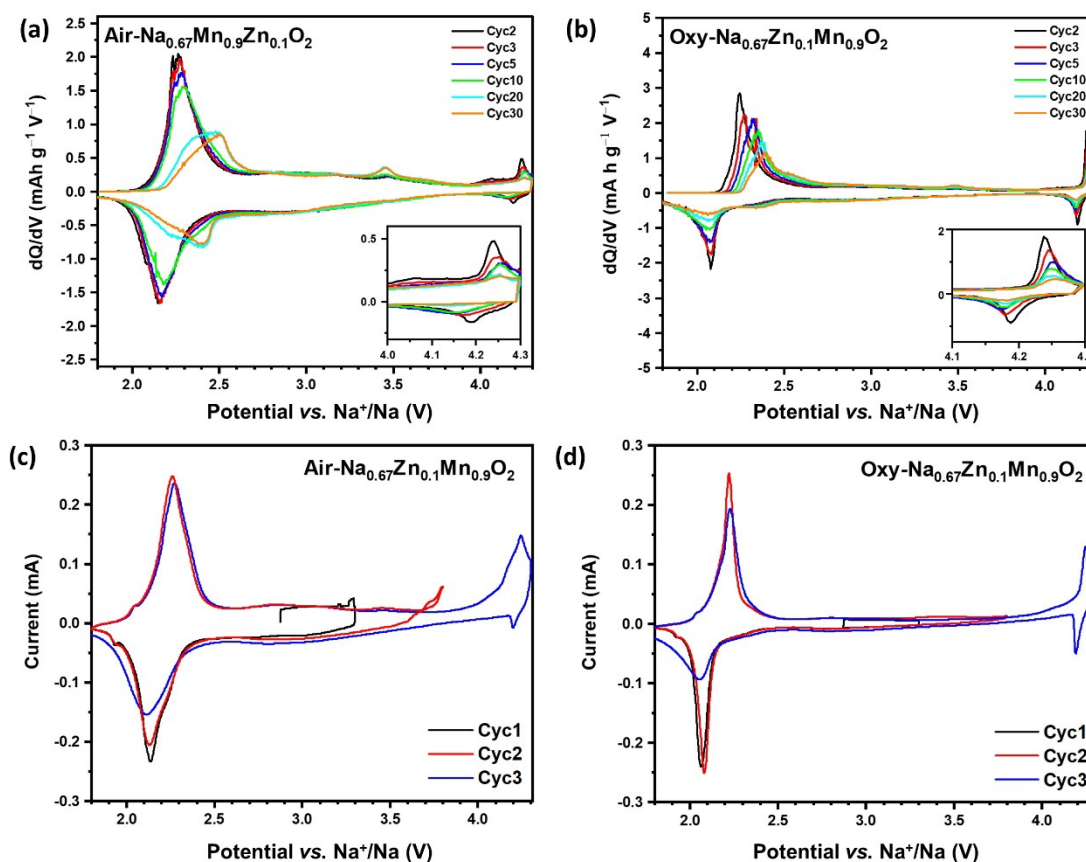 (a)
Air-Na0.67Mn0.9Zn0.1O2
Cyc2
Cyc3
Cyc5
Cyc10
Cyc20
Cyc30
dQ/dV (mAh g−1 V−1)
2.5
2.0
1.5
1.0
0.5
0.0
-0.5
-1.0
-1.5
-2.0
-2.5
0.5
0.0
4.0 4.1 4.2 4.3
2.0 2.5 3.0 3.5 4.0
Potential vs. Na+/Na (V)
(b)
Oxy-Na0.67Zn0.1Mn0.9O2
Cyc2
Cyc3
Cyc5
Cyc10
Cyc20
Cyc30
dQ/dV (mA h g−1 V−1)
5
4
3
2
1
0
-1
-2
-3
-4
-5
2
0
4.1 4.2 4.3
2.0 2.5 3.0 3.5 4.0
Potential vs. Na+/Na (V)
(c)
Air-Na0.67Zn0.1Mn0.9O2
Current (mA)
0.3
0.2
0.1
0.0
-0.1
-0.2
-0.3
Cyc1
Cyc2
Cyc3
2.0 2.5 3.0 3.5 4.0
Potential vs. Na+/Na (V)
(d)
Oxy-Na0.67Zn0.1Mn0.9O2
Current (mA)
0.3
0.2
0.1
0.0
-0.1
-0.2
-0.3
Cyc1
Cyc2
Cyc3
2.0 2.5 3.0 3.5 4.0
Potential vs. Na+/Na (V)